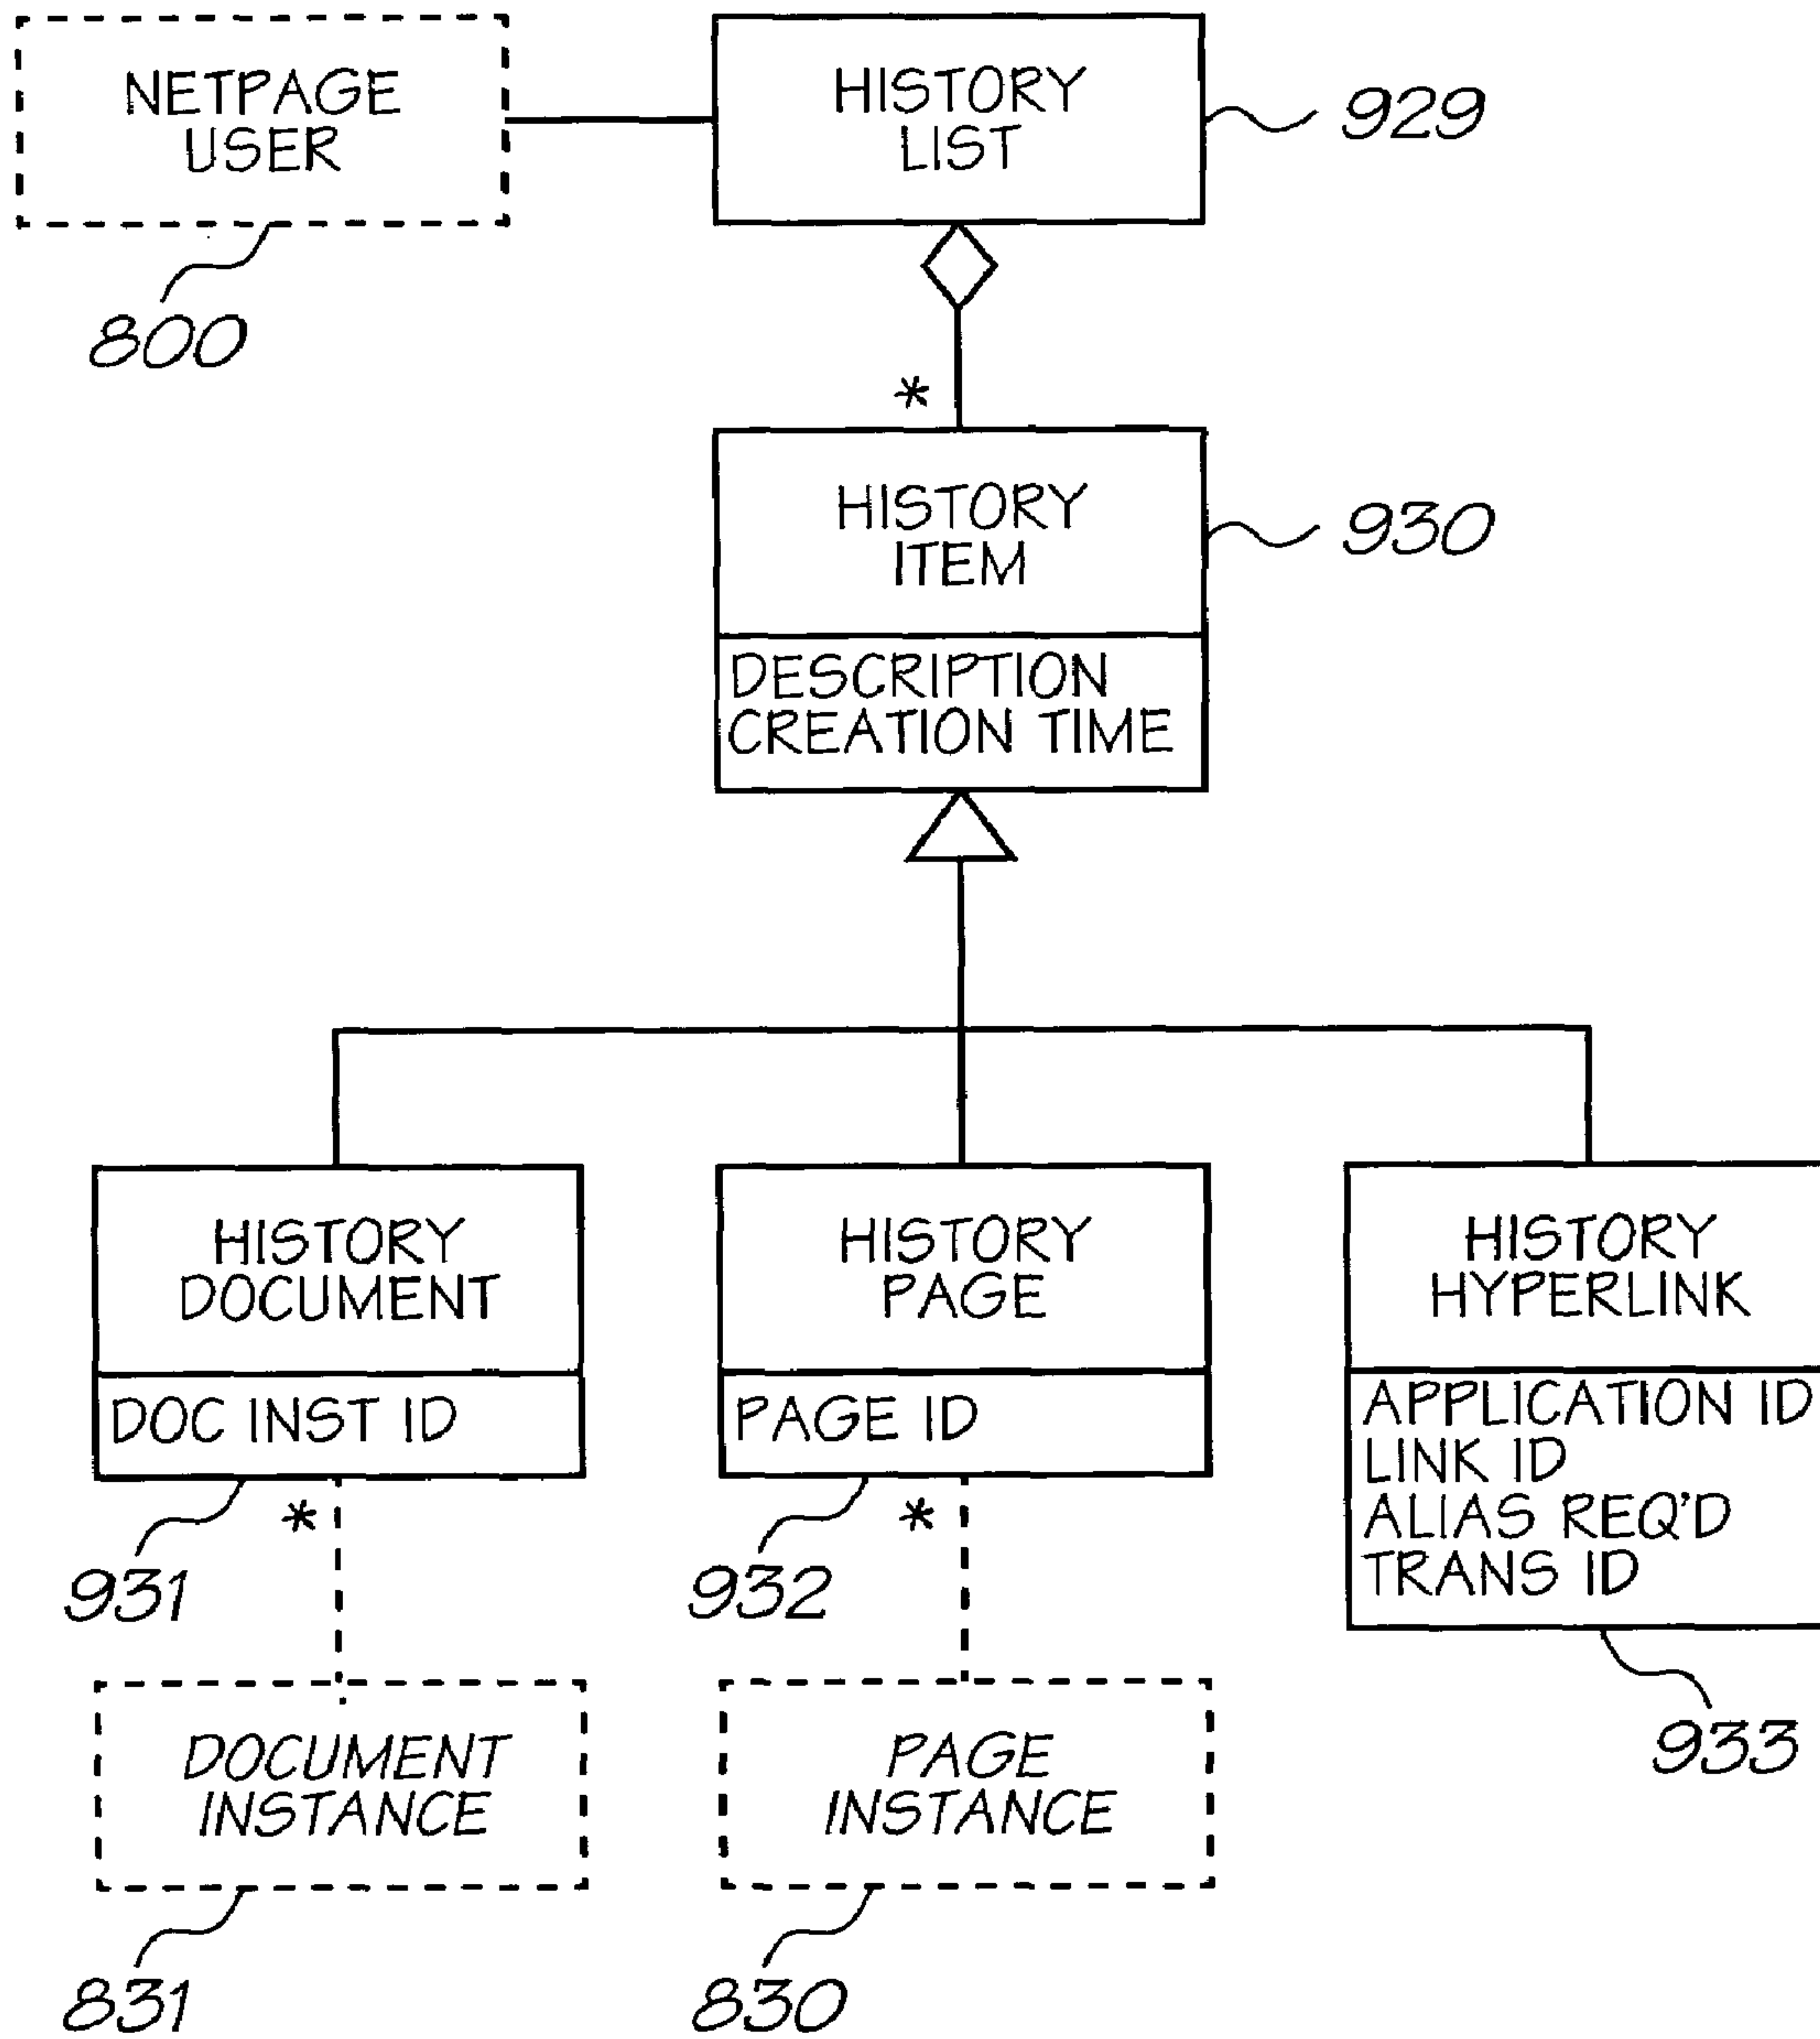 NETPAGE
USER
HISTORY
LIST
929
800
*
HISTORY
ITEM
930
DESCRIPTION
CREATION TIME
HISTORY
DOCUMENT
HISTORY
PAGE
HISTORY
HYPERLINK
DOC INST ID
PAGE ID
APPLICATION ID
LINK ID
ALIAS REQ'D
TRANS ID
*
*
931
932
933
DOCUMENT
INSTANCE
PAGE
INSTANCE
831
830